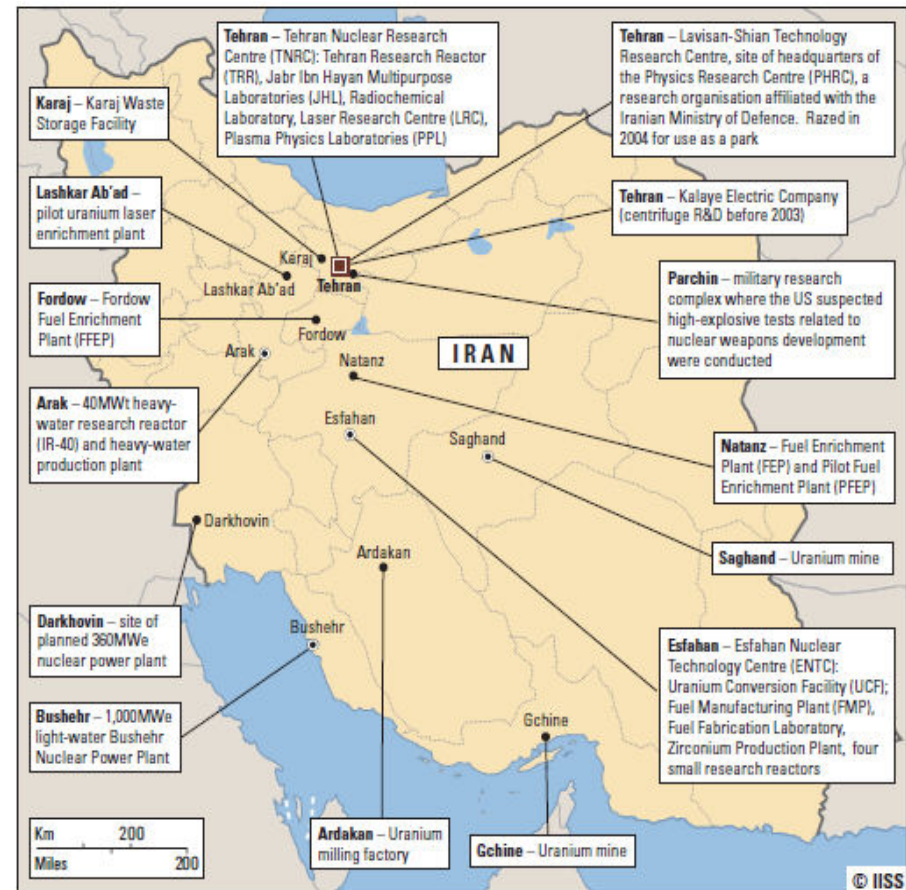 Tehran – Tehran Nuclear Research
Centre (TNRC): Tehran Research Reactor
(TRR), Jabr Ibn Hayan Multipurpose
Laboratories (JHL), Radiochemical
Laboratory, Laser Research Centre (LRC),
Plasma Physics Laboratories (PPL)
Tehran – Lavisan-Shian Technology
Research Centre, site of headquarters of
the Physics Research Centre (PHRC), a
research organisation affiliated with the
Iranian Ministry of Defence. Razed in
2004 for use as a park
Karaj – Karaj Waste
Storage Facility
Lashkar Ab'ad –
pilot uranium laser
enrichment plant
Tehran – Kalaye Electric Company
(centrifuge R&D before 2003)
Fordow – Fordow
Fuel Enrichment
Plant (FFEP)
Parchin – military research
complex where the US suspected
high-explosive tests related to
nuclear weapons development
were conducted
Karaj
Tehran
Lashkar Ab'ad
Fordow
Arak
IRAN
Natanz
Esfahan
Saghand
Arak – 40MWt heavy-
water research reactor
(IR-40) and heavy-water
production plant
Natanz – Fuel Enrichment
Plant (FEP) and Pilot Fuel
Enrichment Plant (PFEP)
Darkhovin
Ardakan
Saghand – Uranium mine
Darkhovin – site of
planned 360MWe
nuclear power plant
Bushehr
Esfahan – Esfahan Nuclear
Technology Centre (ENTC):
Uranium Conversion Facility (UCF);
Fuel Manufacturing Plant (FMP),
Fuel Fabrication Laboratory,
Zirconium Production Plant, four
small research reactors
Bushehr – 1,000MWe
light-water Bushehr
Nuclear Power Plant
Gchine
Km 200
Miles 200
Ardakan – Uranium
milling factory
Gchine – Uranium mine
© IISS